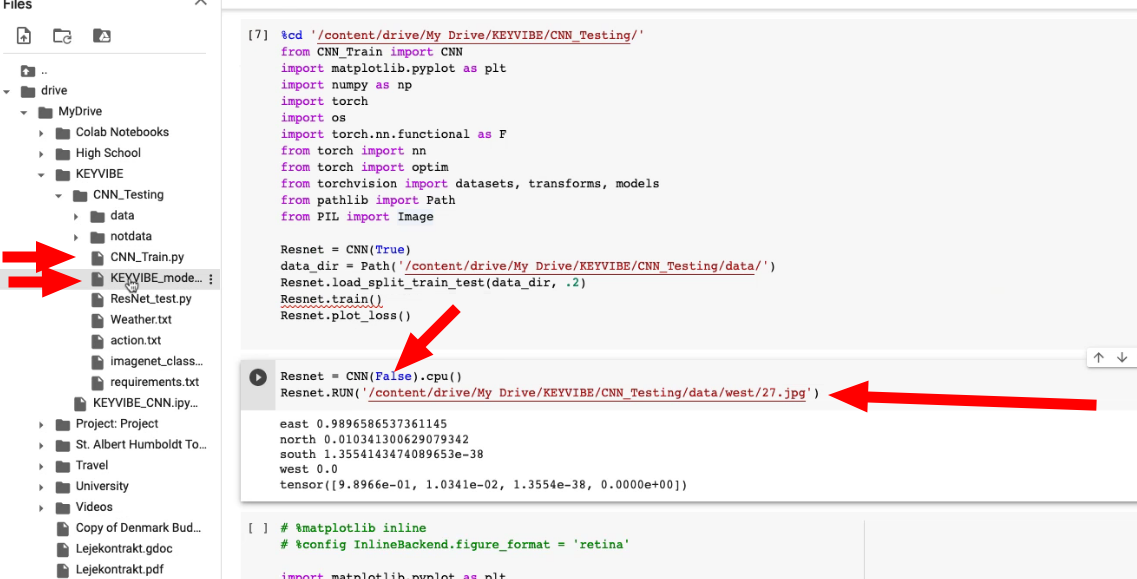 Files
..
drive
MyDrive
Colab Notebooks
High School
KEYVIBE
CNN_Testing
data
notdata
CNN_Train.py
KEYVIBE_mode...
ResNet_test.py
Weather.txt
action.txt
imagenet_class...
requirements.txt
KEYVIBE_CNN.ipy...
Project: Project
St. Albert Humboldt To...
Travel
University
Videos
Copy of Denmark Bud...
Lejekontrakt.gdoc
Lejekontrakt.pdf
[7] %cd '/content/drive/My Drive/KEYVIBE/CNN_Testing/'
from CNN_Train import CNN
import matplotlib.pyplot as plt
import numpy as np
import torch
import os
import torch.nn.functional as F
from torch import nn
from torch import optim
from torchvision import datasets, transforms, models
from pathlib import Path
from PIL import Image
Resnet = CNN(True)
data_dir = Path('/content/drive/My Drive/KEYVIBE/CNN_Testing/data/')
Resnet.load_split_train_test(data_dir, .2)
Resnet.train()
Resnet.plot_loss()
Resnet = CNN(False).cpu()
Resnet.RUN('/content/drive/My Drive/KEYVIBE/CNN_Testing/data/west/27.jpg')
east 0.9896586537361145
north 0.010341300629079342
south 1.3554143474089653e-38
west 0.0
tensor([9.8966e-01, 1.0341e-02, 1.3554e-38, 0.0000e+00])
[ ] # %matplotlib inline
# %config InlineBackend.figure_format = 'retina'
import matplotlib.pyplot as plt